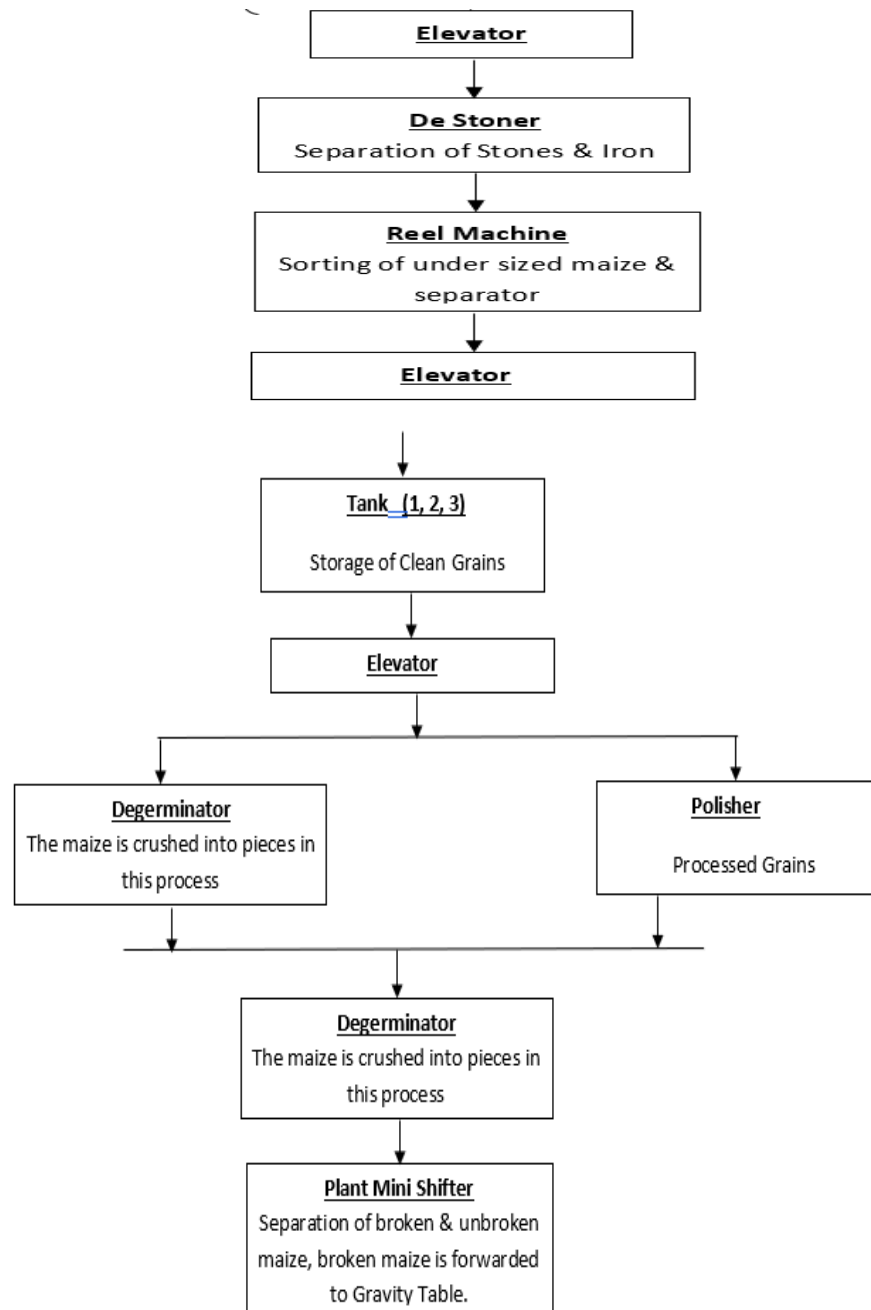 Elevator
De Stoner
Separation of Stones & Iron
Reel Machine
Sorting of under sized maize &
separator
Elevator
Tank (1, 2, 3)
Storage of Clean Grains
Elevator
Degerminator
The maize is crushed into pieces in
this process
Polisher
Processed Grains
Degerminator
The maize is crushed into pieces in
this process
Plant Mini Shifter
Separation of broken & unbroken
maize, broken maize is forwarded
to Gravity Table.